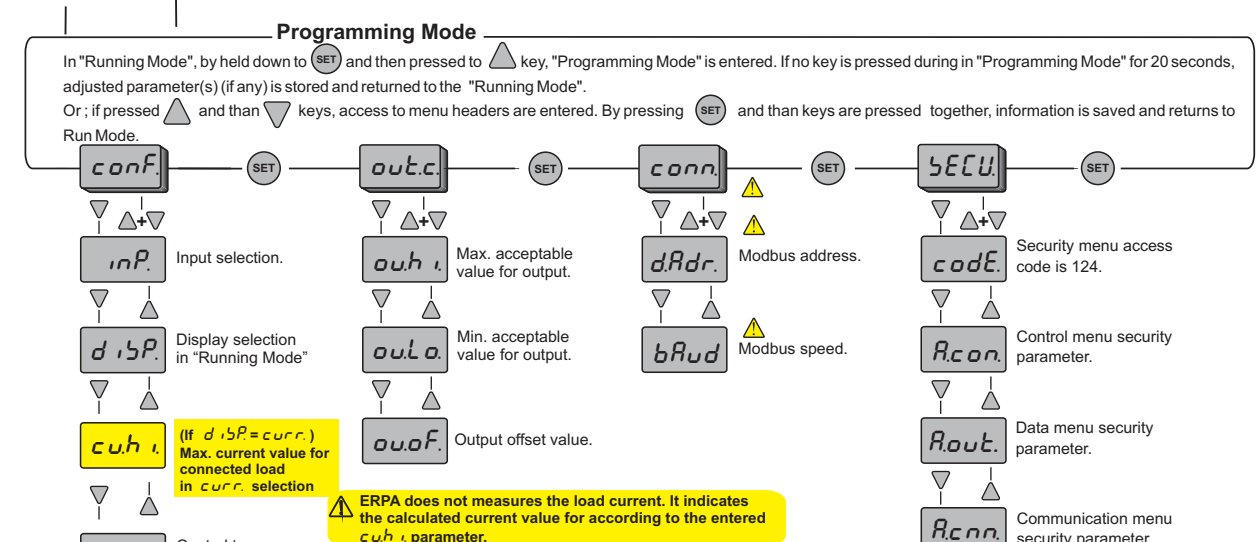 Programming Mode
In "Running Mode", by held down to SET and then pressed to key, "Programming Mode" is entered. If no key is pressed during in "Programming Mode" for 20 seconds,
adjusted parameter(s) (if any) is stored and returned to the "Running Mode".
Or ; if pressed and than keys, access to menu headers are entered. By pressing SET and than keys are pressed together, information is saved and returns to
Run Mode.
conF. SET out.c. SET conn. SET SECU. SET
+ + + +
inP.
Input selection.
ou.hi.
Max. acceptable
value for output.
d.Adr.
Modbus address.
codE.
Security menu access
code is 124.
diSP.
Display selection
in “Running Mode”
ou.Lo.
Min. acceptable
value for output.
bAud
Modbus speed.
A.con.
Control menu security
parameter.
cu.hi.
(If diSP. = curr. )
Max. current value for
connected load
in curr. selection
ou.oF.
Output offset value.
A.out.
Data menu security
parameter.
ERPA does not measures the load current. It indicates
the calculated current value for according to the entered
cu.hi. parameter.
A.cnn.
Communication menu
security parameter